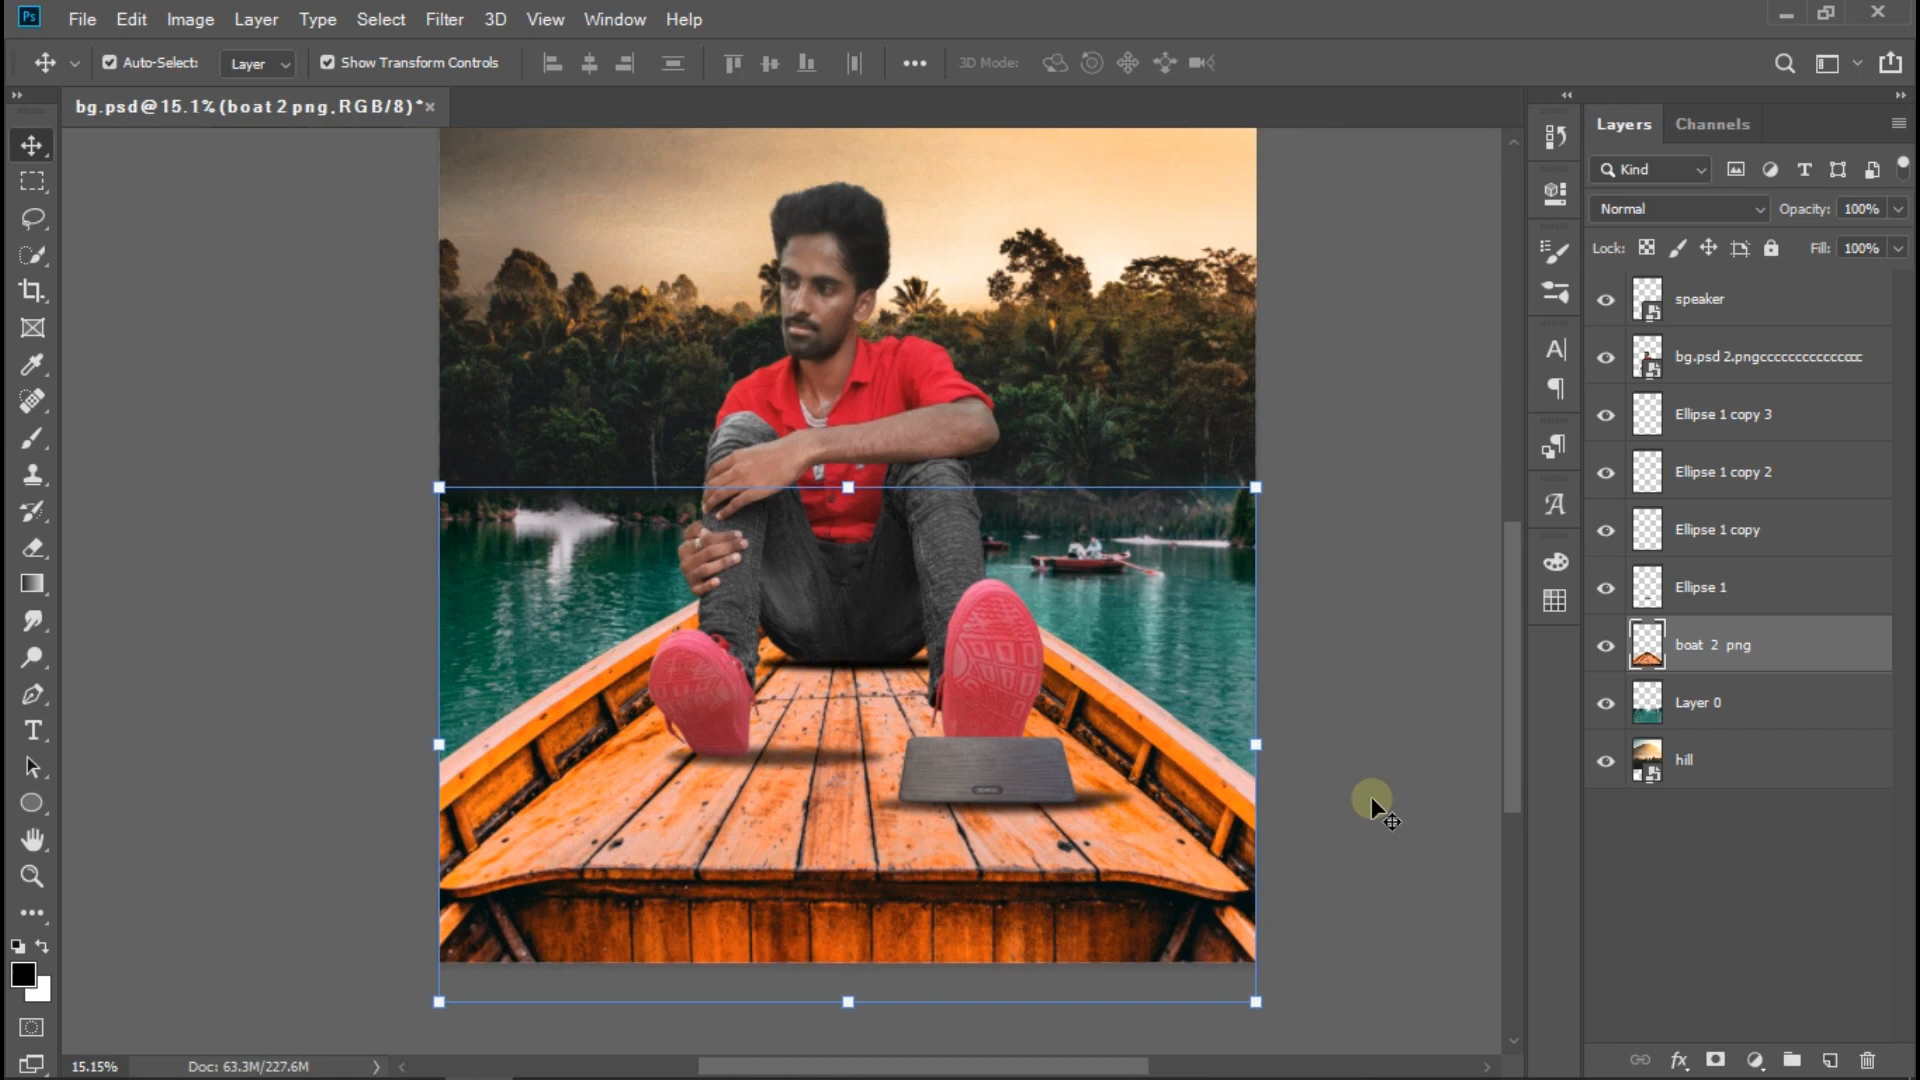 Ps File Edit Image Layer Type Select Filter 3D View Window Help
Auto-Select: Layer Show Transform Controls 3D Mode:
bg.psd@15.1%(boat 2 png,RGB/8)*
Layers Channels
Kind
Normal Opacity: 100%
Lock: Fill: 100%
speaker
bg.psd 2.pngccccccccccccccc
Ellipse 1 copy 3
Ellipse 1 copy 2
Ellipse 1 copy
Ellipse 1
boat 2 png
Layer 0
hill
15.15% Doc: 63.3M/227.6M